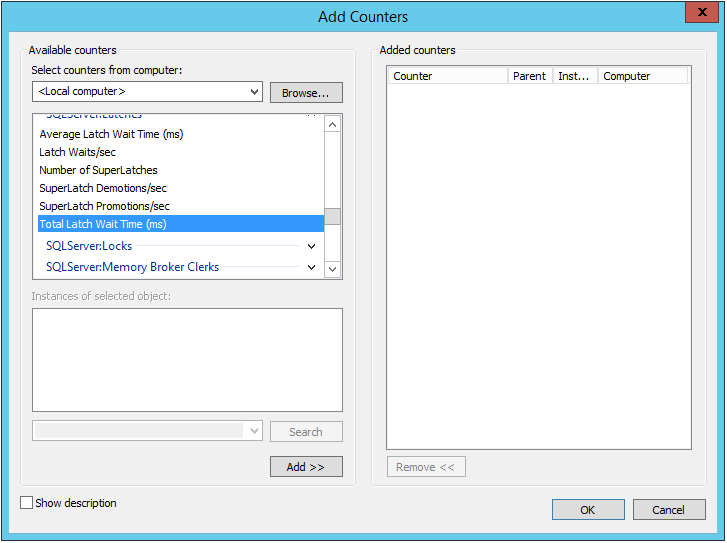 Add Counters
x
Available counters
Select counters from computer:
<Local computer>
Browse...
SQLServer:Latches
Average Latch Wait Time (ms)
Latch Waits/sec
Number of SuperLatches
SuperLatch Demotions/sec
SuperLatch Promotions/sec
Total Latch Wait Time (ms)
SQLServer:Locks
SQLServer:Memory Broker Clerks
Instances of selected object:
Search
Add >>
Show description
Added counters
Counter Parent Inst... Computer
Remove <<
OK Cancel